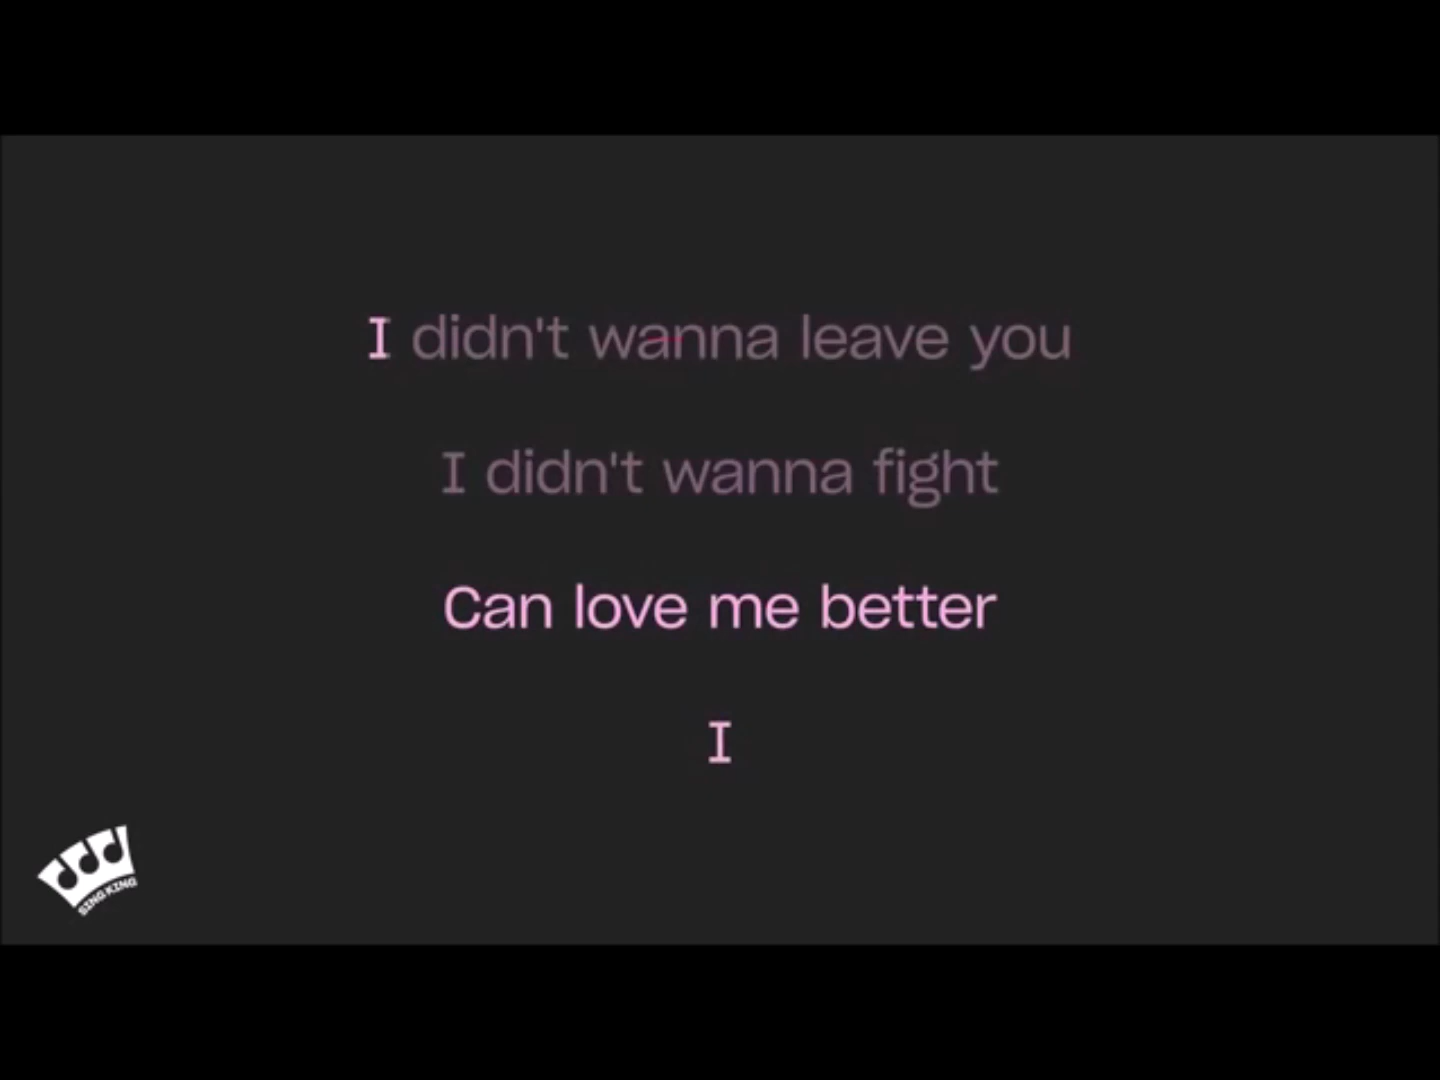 I didn't wanna leave you
I didn't wanna fight
Can love me better
I
SING KING